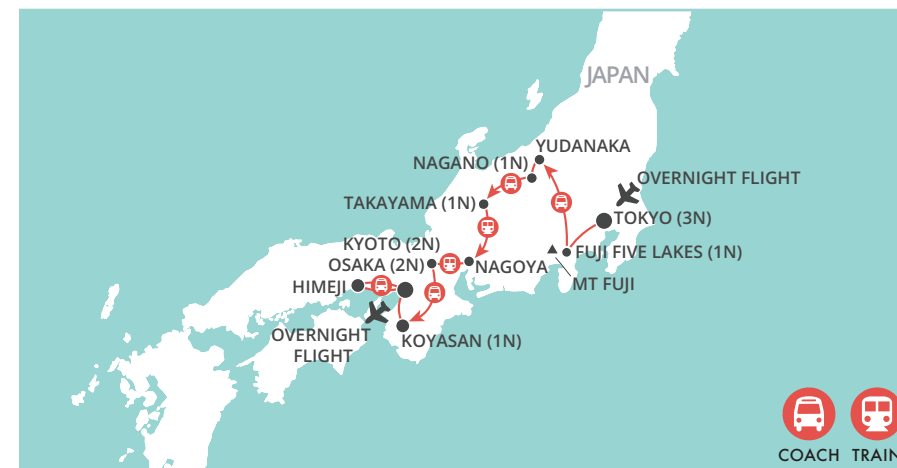 JAPAN
YUDANAKA
NAGANO (1N)
OVERNIGHT FLIGHT
TAKAYAMA (1N)
TOKYO (3N)
KYOTO (2N)
FUJI FIVE LAKES (1N)
OSAKA (2N)
NAGOYA
HIMEJI
MT FUJI
OVERNIGHT
FLIGHT
KOYASAN (1N)
COACH
TRAIN